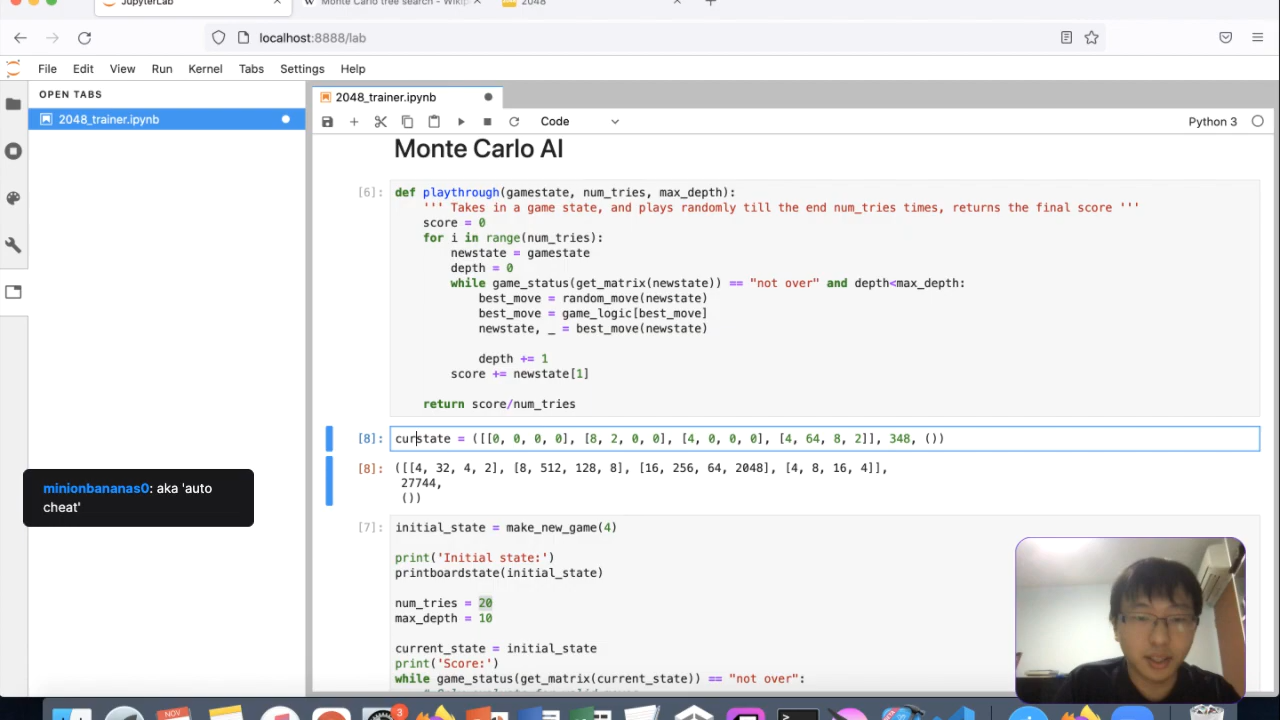 JupyterLab
Monte Carlo tree search - Wikip
2048
localhost:8888/lab
File Edit View Run Kernel Tabs Settings Help
OPEN TABS
2048_trainer.ipynb
2048_trainer.ipynb
Code
Python 3
Monte Carlo AI
[6]: def playthrough(gamestate, num_tries, max_depth):
''' Takes in a game state, and plays randomly till the end num_tries times, returns the final score '''
score = 0
for i in range(num_tries):
newstate = gamestate
depth = 0
while game_status(get_matrix(newstate)) == "not over" and depth<max_depth:
best_move = random_move(newstate)
best_move = game_logic[best_move]
newstate, _ = best_move(newstate)
depth += 1
score += newstate[1]
return score/num_tries
[8]: curstate = ([[0, 0, 0, 0], [8, 2, 0, 0], [4, 0, 0, 0], [4, 64, 8, 2]], 348, ())
[8]: ([[4, 32, 4, 2], [8, 512, 128, 8], [16, 256, 64, 2048], [4, 8, 16, 4]],
27744,
())
minionbananas0: aka 'auto
cheat'
[7]: initial_state = make_new_game(4)
print('Initial state:')
printboardstate(initial_state)
num_tries = 20
max_depth = 10
current_state = initial_state
print('Score:')
while game_status(get_matrix(current_state)) == "not over":
NOV
3